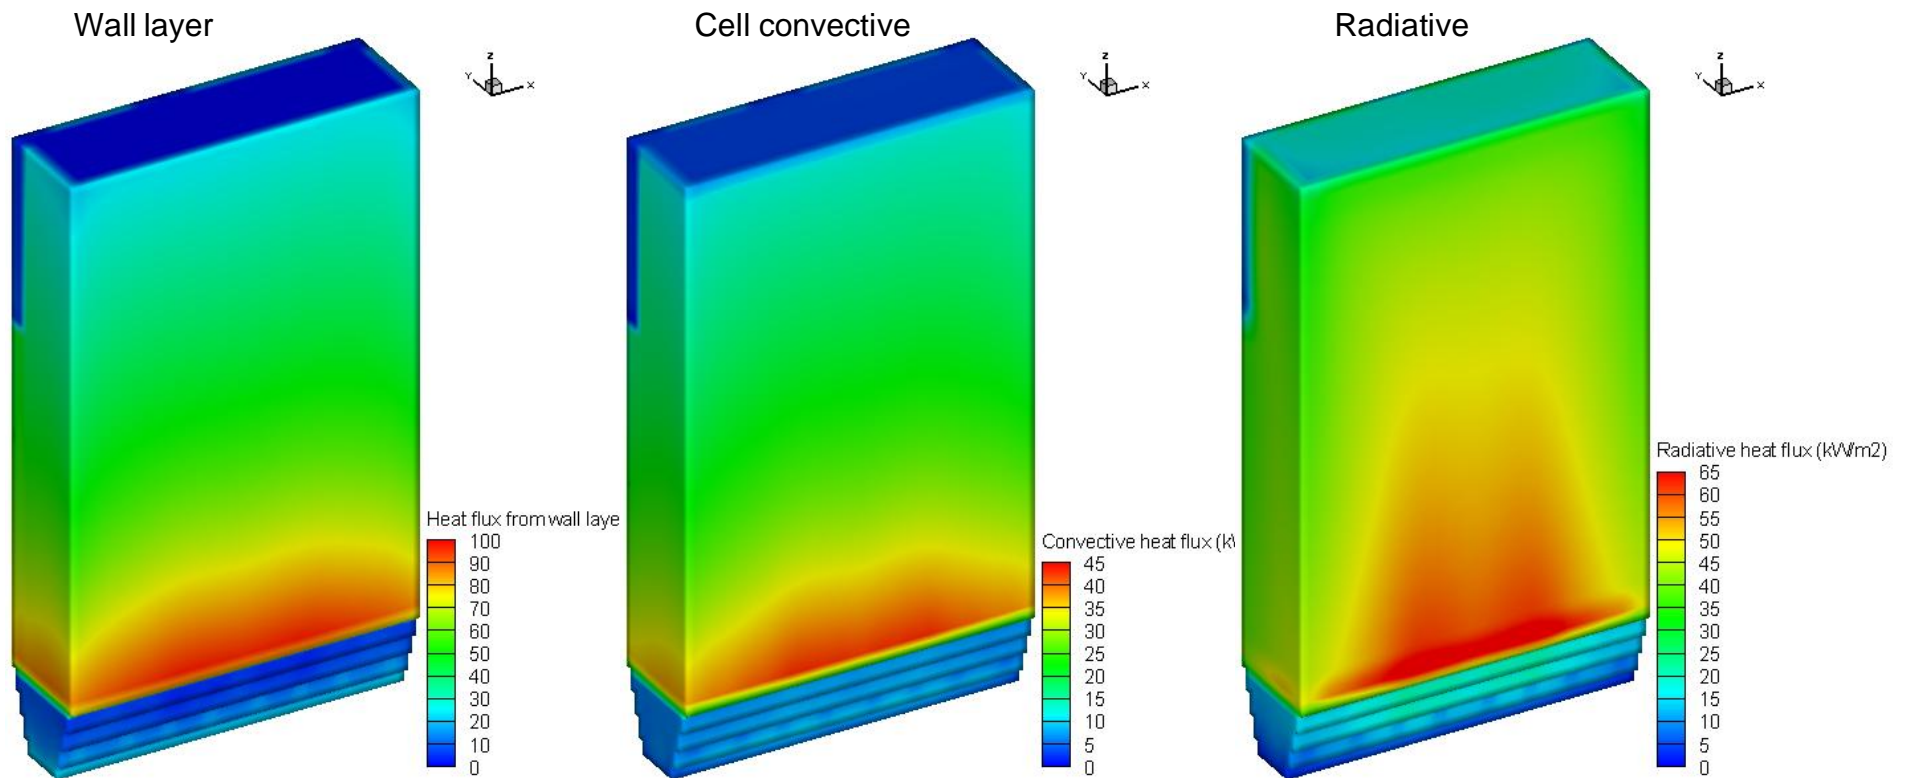 Wall layer
Cell convective
Radiative
z
Y
X
z
Y
X
z
Y
X
Heat flux from wall laye
100
90
80
70
60
50
40
30
20
10
0
Convective heat flux (k\
45
40
35
30
25
20
15
10
5
0
Radiative heat flux (kW/m2)
65
60
55
50
45
40
35
30
25
20
15
10
5
0